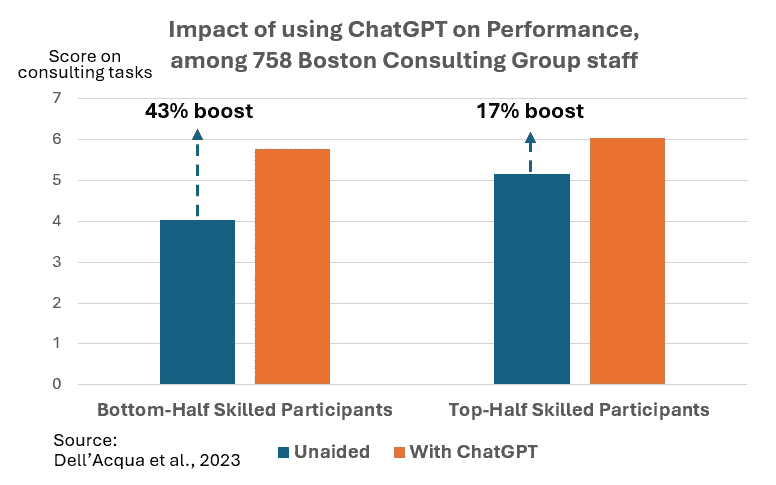 Impact of using ChatGPT on Performance,
among 758 Boston Consulting Group staff
Score on
consulting tasks
7
6
5
4
3
2
1
0
43% boost
17% boost
Bottom-Half Skilled Participants
Top-Half Skilled Participants
Source:
Dell’Acqua et al., 2023
Unaided
With ChatGPT